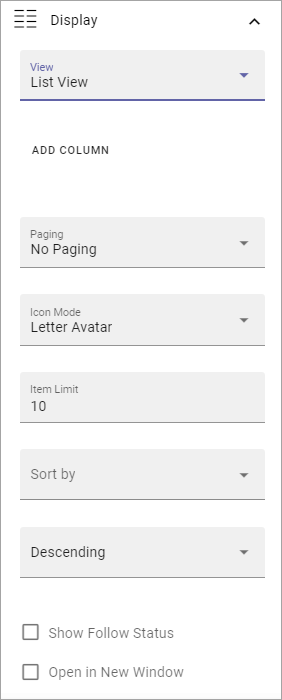 Display
View
List View
ADD COLUMN
Paging
No Paging
Icon Mode
Letter Avatar
Item Limit
10
Sort by
Descending
Show Follow Status
Open in New Window